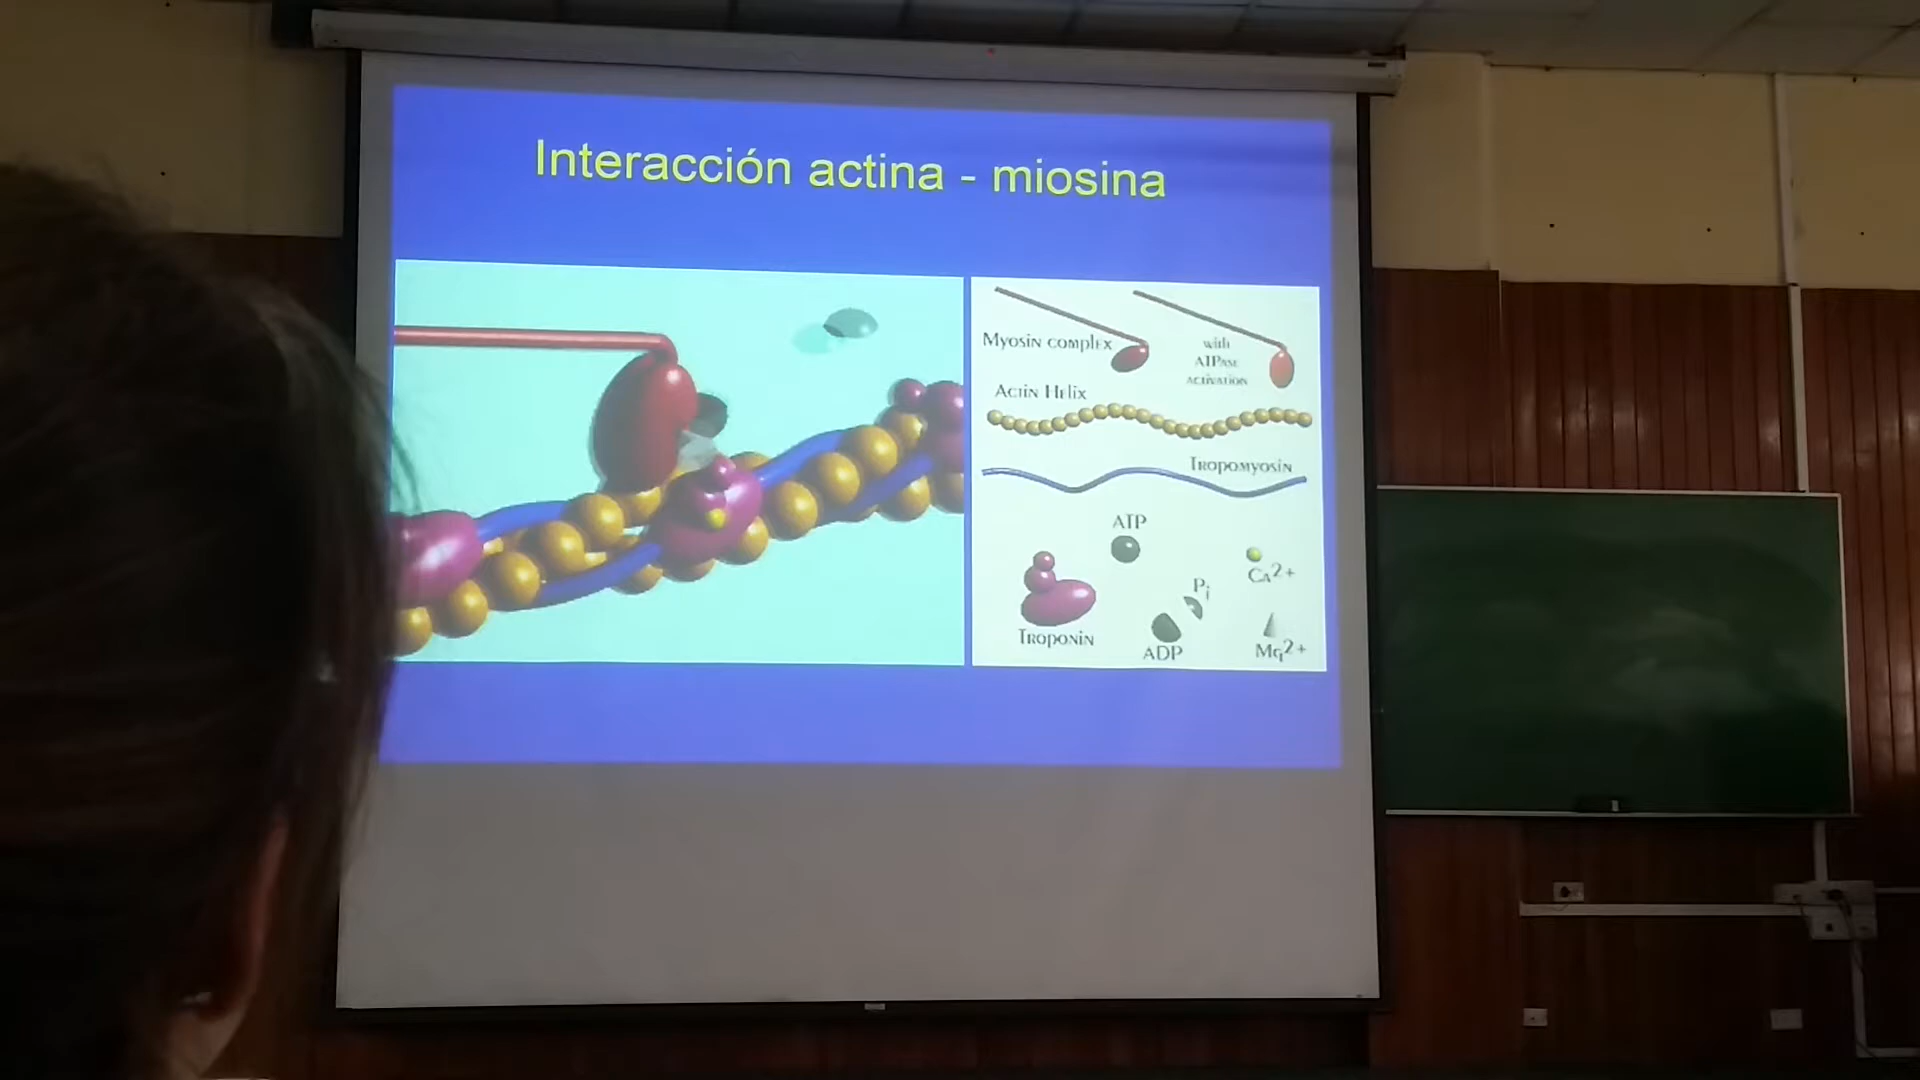 Interacción actina - miosina
Myosin complex
with
ATPase
activation
Actin Helix
Tropomyosin
ATP
Ca2+
Pi
Troponin
ADP
Mg2+